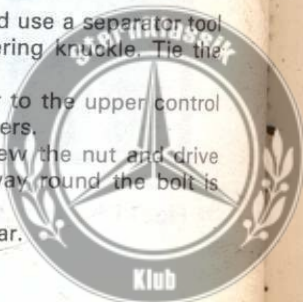 d use a separator tool
ering knuckle. Tie the
to the upper control
ers.
ew the nut and drive
way round the bolt is
ar.
sternklassik
Klub